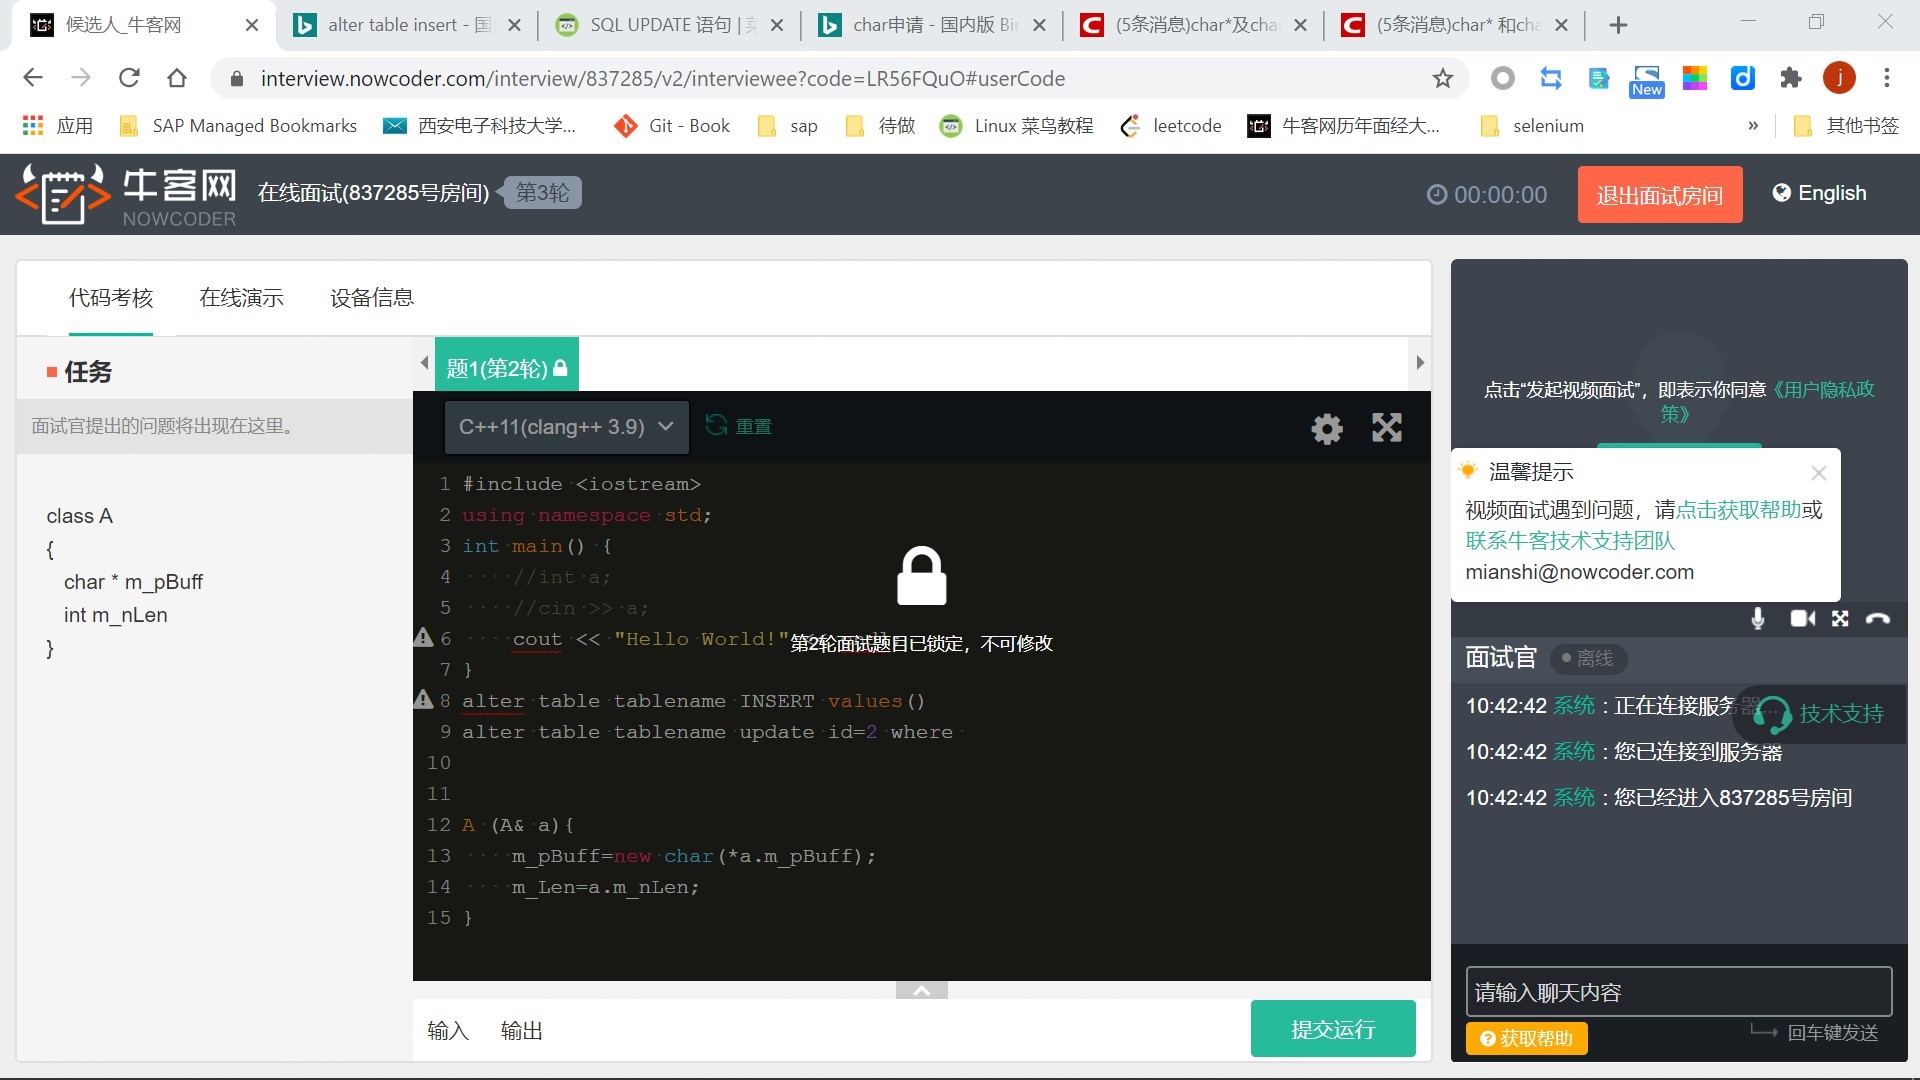 候选人_牛客网
alter table insert - 国
SQL UPDATE 语句 | 菜
char申请 - 国内版 Bin
(5条消息)char*及cha
(5条消息)char* 和cha
interview.nowcoder.com/interview/837285/v2/interviewee?code=LR56FQuO#userCode
New
j
应用
SAP Managed Bookmarks
西安电子科技大学...
Git - Book
sap
待做
Linux 菜鸟教程
leetcode
牛客网历年面经大...
selenium
»
其他书签
牛客网
NOWCODER
在线面试(837285号房间)
第3轮
00:00:00
退出面试房间
English
代码考核
在线演示
设备信息
任务
面试官提出的问题将出现在这里。
class A
{
char * m_pBuff
int m_nLen
}
题1(第2轮)
C++11(clang++ 3.9)
重置
1 #include <iostream>
2 using namespace std;
3 int main() {
4 //int a;
5 //cin >> a;
6 cout << "Hello World!"
第2轮面试题目已锁定，不可修改
7 }
8 alter table tablename INSERT values()
9 alter table tablename update id=2 where
10
11
12 A (A& a){
13 m_pBuff=new char(*a.m_pBuff);
14 m_Len=a.m_nLen;
15 }
输入
输出
提交运行
点击“发起视频面试”，即表示你同意《用户隐私政
策》
温馨提示
视频面试遇到问题，请点击获取帮助或
联系牛客技术支持团队
mianshi@nowcoder.com
面试官
离线
10:42:42 系统 : 正在连接服务器...
技术支持
10:42:42 系统 : 您已连接到服务器
10:42:42 系统 : 您已经进入837285号房间
请输入聊天内容
获取帮助
回车键发送